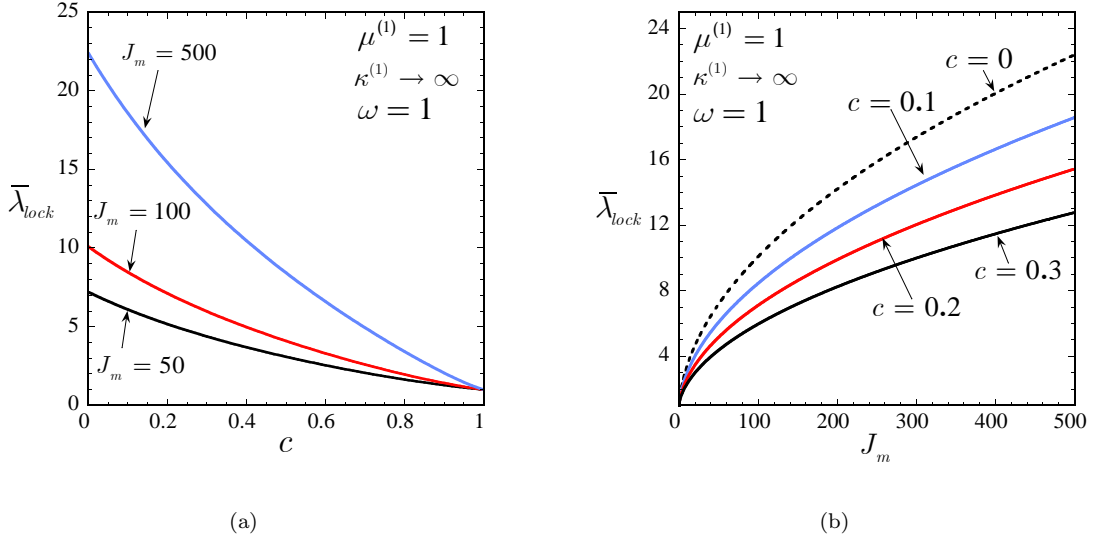 25
20
15
10
5
0
0
0.2
0.4
0.6
0.8
1
c
λ̅_lock
J_m = 500
J_m = 100
J_m = 50
μ^(1) = 1
κ^(1) → ∞
ω = 1
(a)
24
20
16
12
8
4
0
100
200
300
400
500
J_m
λ̅_lock
μ^(1) = 1
κ^(1) → ∞
ω = 1
c = 0
c = 0.1
c = 0.2
c = 0.3
(b)